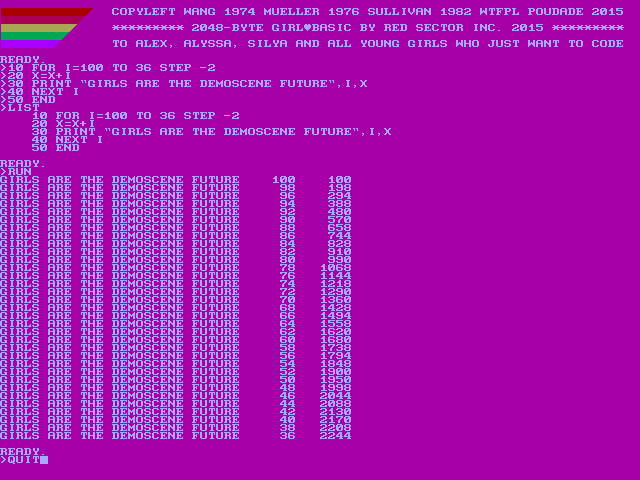 COPYLEFT WANG 1974 MUELLER 1976 SULLIVAN 1982 WTFPL POUDADE 2015
********* 2048-BYTE GIRL♥BASIC BY RED SECTOR INC. 2015 *********
TO ALEX, ALYSSA, SILYA AND ALL YOUNG GIRLS WHO JUST WANT TO CODE
READY.
>10 FOR I=100 TO 36 STEP -2
>20 X=X+I
>30 PRINT "GIRLS ARE THE DEMOSCENE FUTURE",I,X
>40 NEXT I
>50 END
>LIST
10 FOR I=100 TO 36 STEP -2
20 X=X+I
30 PRINT "GIRLS ARE THE DEMOSCENE FUTURE",I,X
40 NEXT I
50 END
READY.
>RUN
GIRLS ARE THE DEMOSCENE FUTURE 100 100
GIRLS ARE THE DEMOSCENE FUTURE 98 198
GIRLS ARE THE DEMOSCENE FUTURE 96 294
GIRLS ARE THE DEMOSCENE FUTURE 94 388
GIRLS ARE THE DEMOSCENE FUTURE 92 480
GIRLS ARE THE DEMOSCENE FUTURE 90 570
GIRLS ARE THE DEMOSCENE FUTURE 88 658
GIRLS ARE THE DEMOSCENE FUTURE 86 744
GIRLS ARE THE DEMOSCENE FUTURE 84 828
GIRLS ARE THE DEMOSCENE FUTURE 82 910
GIRLS ARE THE DEMOSCENE FUTURE 80 990
GIRLS ARE THE DEMOSCENE FUTURE 78 1068
GIRLS ARE THE DEMOSCENE FUTURE 76 1144
GIRLS ARE THE DEMOSCENE FUTURE 74 1218
GIRLS ARE THE DEMOSCENE FUTURE 72 1290
GIRLS ARE THE DEMOSCENE FUTURE 70 1360
GIRLS ARE THE DEMOSCENE FUTURE 68 1428
GIRLS ARE THE DEMOSCENE FUTURE 66 1494
GIRLS ARE THE DEMOSCENE FUTURE 64 1558
GIRLS ARE THE DEMOSCENE FUTURE 62 1620
GIRLS ARE THE DEMOSCENE FUTURE 60 1680
GIRLS ARE THE DEMOSCENE FUTURE 58 1738
GIRLS ARE THE DEMOSCENE FUTURE 56 1794
GIRLS ARE THE DEMOSCENE FUTURE 54 1848
GIRLS ARE THE DEMOSCENE FUTURE 52 1900
GIRLS ARE THE DEMOSCENE FUTURE 50 1950
GIRLS ARE THE DEMOSCENE FUTURE 48 1998
GIRLS ARE THE DEMOSCENE FUTURE 46 2044
GIRLS ARE THE DEMOSCENE FUTURE 44 2088
GIRLS ARE THE DEMOSCENE FUTURE 42 2130
GIRLS ARE THE DEMOSCENE FUTURE 40 2170
GIRLS ARE THE DEMOSCENE FUTURE 38 2208
GIRLS ARE THE DEMOSCENE FUTURE 36 2244
READY.
>QUIT